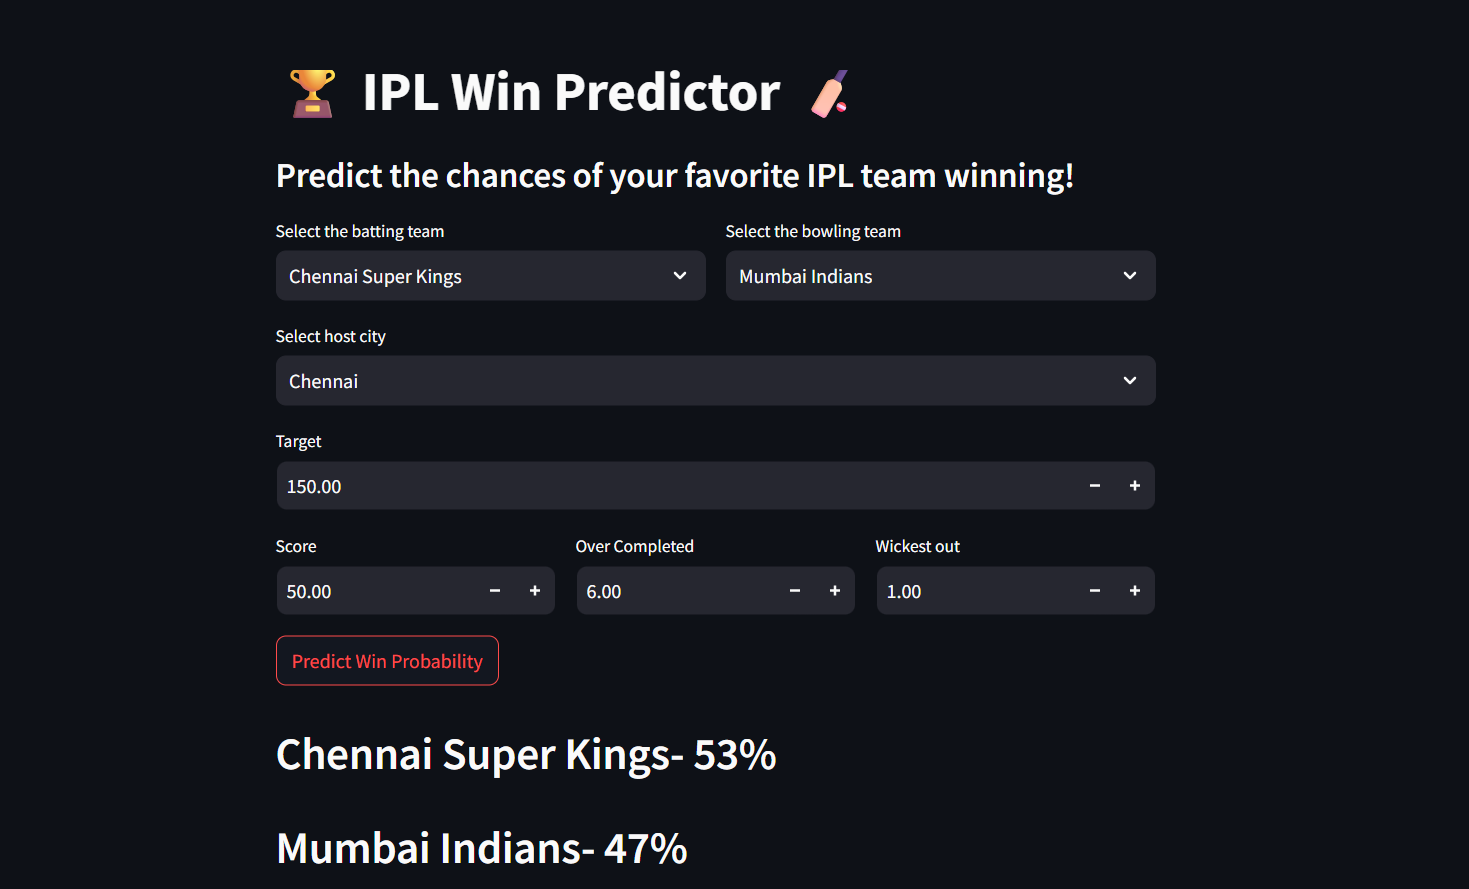 IPL Win Predictor
Predict the chances of your favorite IPL team winning!
Select the batting team
Select the bowling team
Chennai Super Kings
Mumbai Indians
Select host city
Chennai
Target
150.00
Score
Over Completed
Wickest out
50.00
6.00
1.00
Predict Win Probability
Chennai Super Kings- 53%
Mumbai Indians- 47%